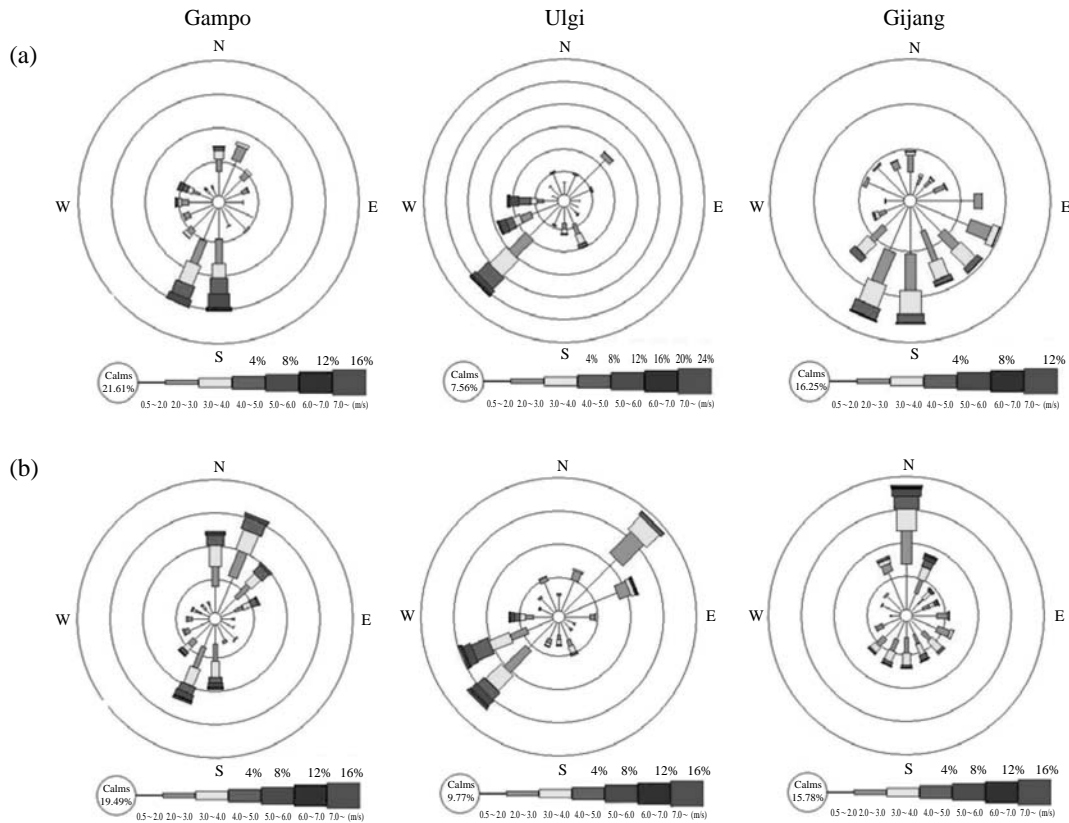 Gampo Ulgi Gijang
(a)
N N N
W E W E W E
S S S
4% 8% 12% 16% 4% 8% 12% 16% 20% 24% 4% 8% 12%
Calms 21.61% Calms 7.56% Calms 16.25%
0.5~2.0 2.0~3.0 3.0~4.0 4.0~5.0 5.0~6.0 6.0~7.0 7.0~ (m/s) 0.5~2.0 2.0~3.0 3.0~4.0 4.0~5.0 5.0~6.0 6.0~7.0 7.0~ (m/s) 0.5~2.0 2.0~3.0 3.0~4.0 4.0~5.0 5.0~6.0 6.0~7.0 7.0~ (m/s)
(b)
N N N
W E W E W E
S S S
4% 8% 12% 16% 4% 8% 12% 16% 4% 8% 12% 16%
Calms 19.49% Calms 9.77% Calms 15.78%
0.5~2.0 2.0~3.0 3.0~4.0 4.0~5.0 5.0~6.0 6.0~7.0 7.0~ (m/s) 0.5~2.0 2.0~3.0 3.0~4.0 4.0~5.0 5.0~6.0 6.0~7.0 7.0~ (m/s) 0.5~2.0 2.0~3.0 3.0~4.0 4.0~5.0 5.0~6.0 6.0~7.0 7.0~ (m/s)